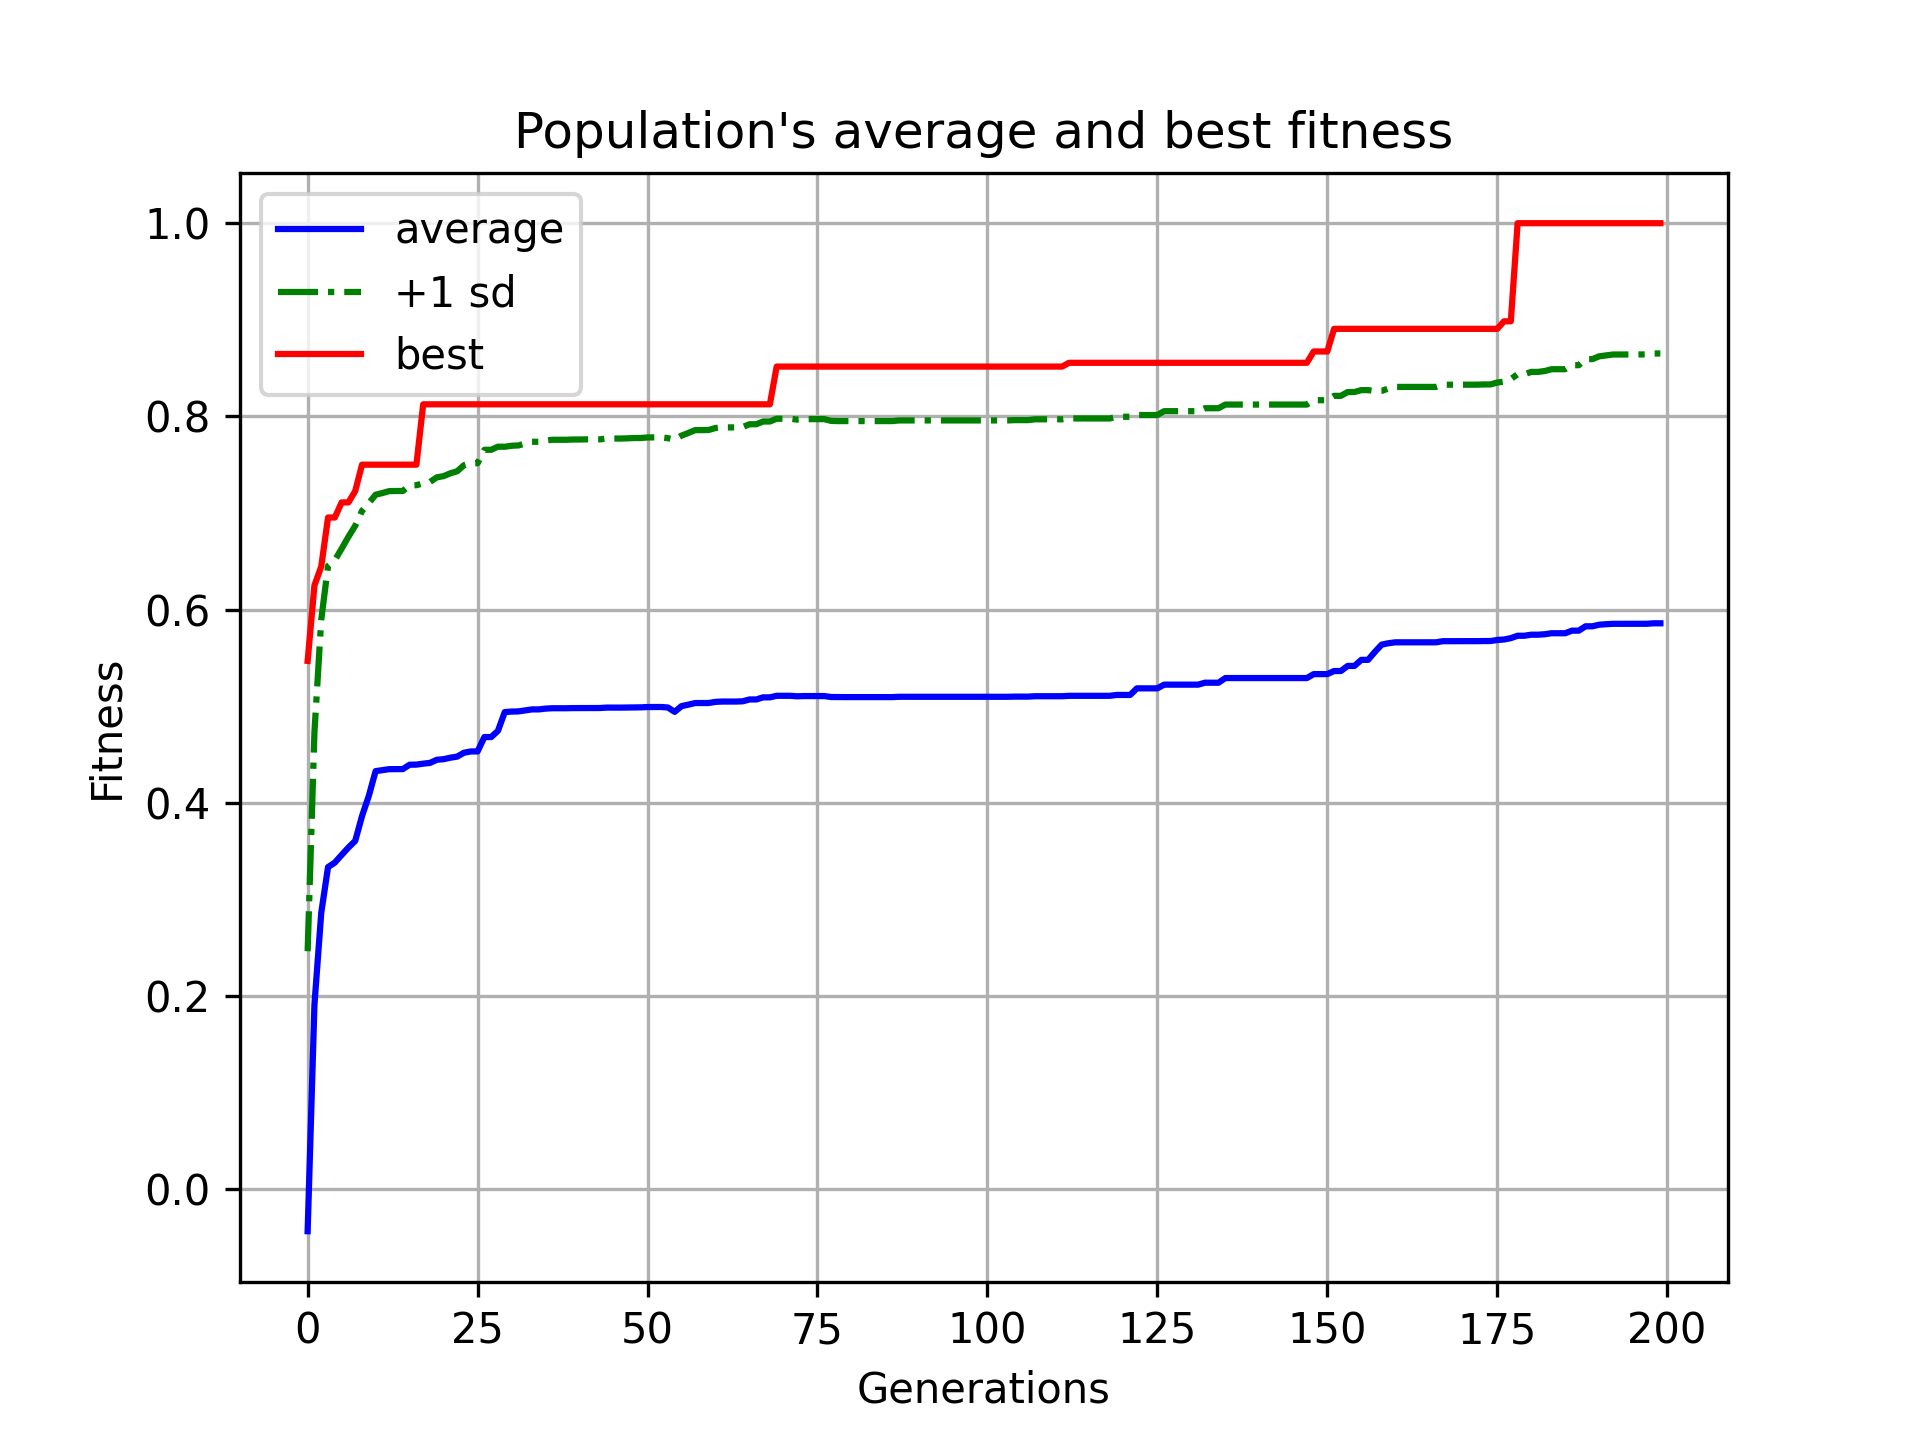 Population's average and best fitness
average
+1 sd
best
1.0
0.8
0.6
0.4
0.2
0.0
Fitness
0 25 50 75 100 125 150 175 200
Generations